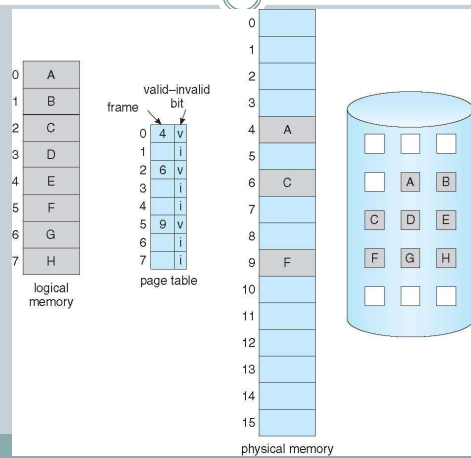 0 A
1 B
2 C
3 D
4 E
5 F
6 G
7 H
logical
memory
valid–invalid
bit
frame
0 4 v
1 i
2 6 v
3 i
4 i
5 9 v
6 i
7 i
page table
0
1
2
3
4 A
5
6 C
7
8
9 F
10
11
12
13
14
15
physical memory
A B
C D E
F G H